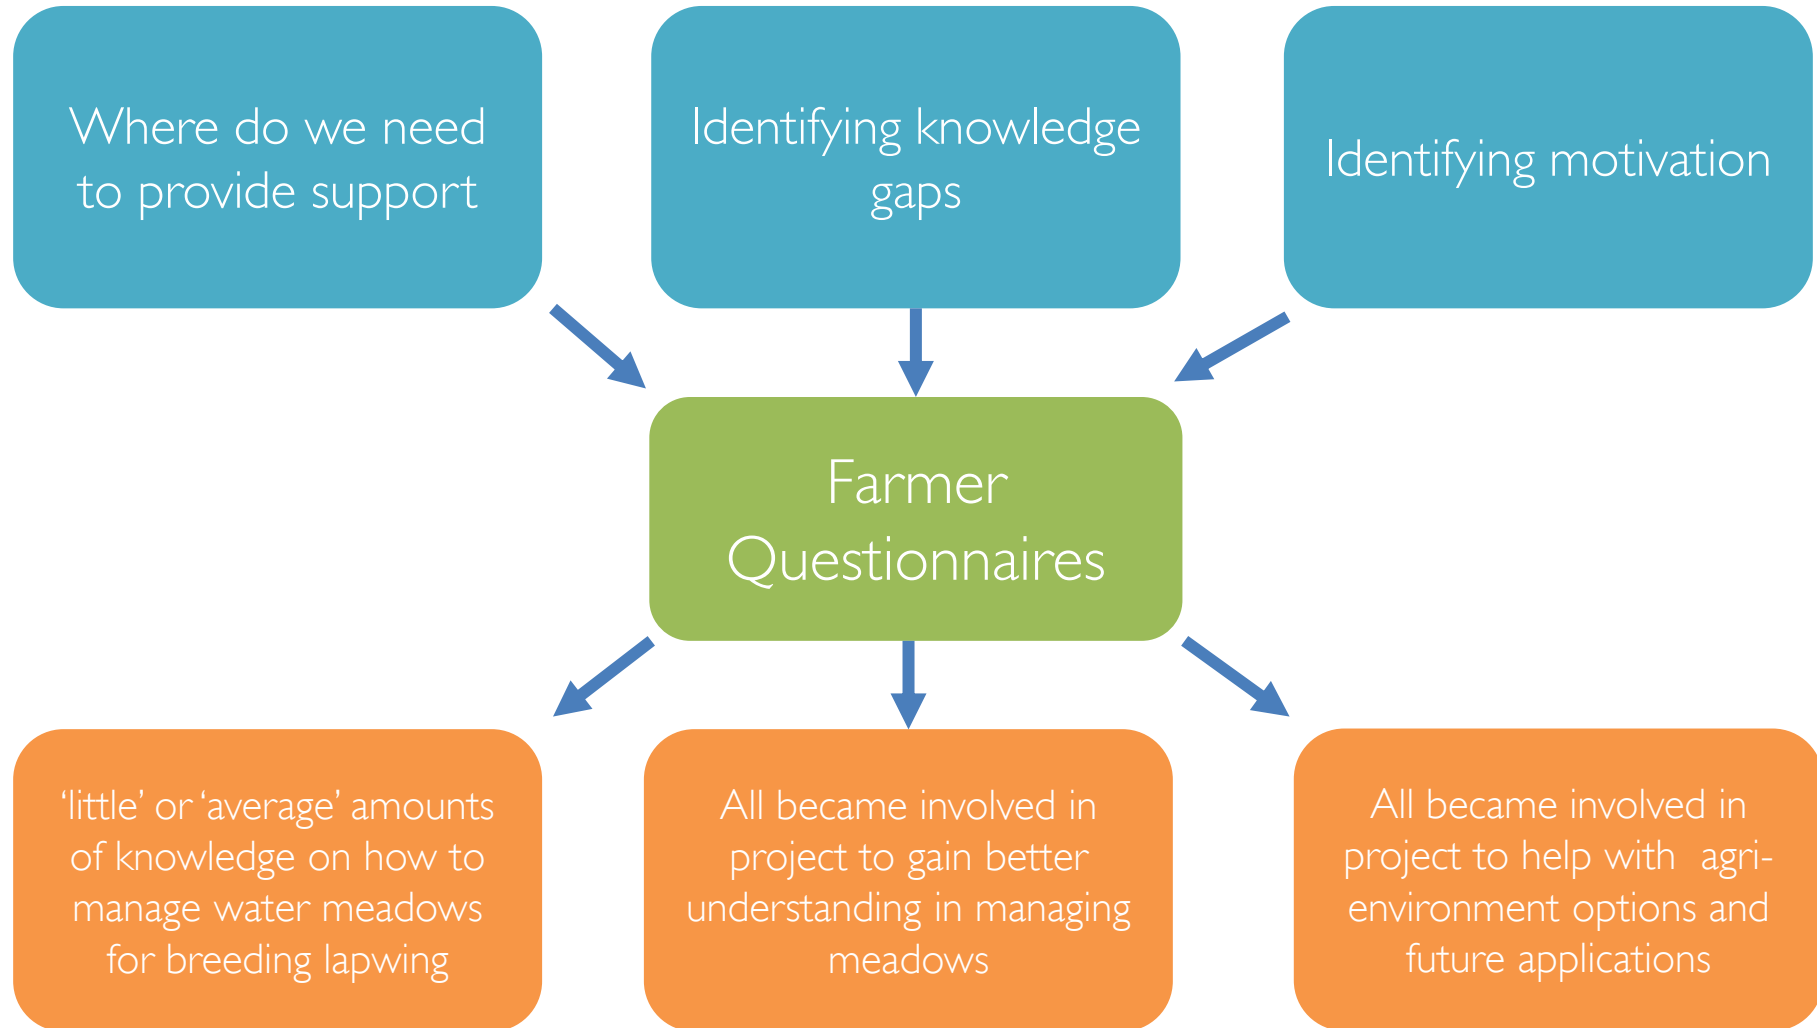 Where do we need
to provide support
Identifying knowledge
gaps
Identifying motivation
Farmer
Questionnaires
‘little’ or ‘average’ amounts
of knowledge on how to
manage water meadows
for breeding lapwing
All became involved in
project to gain better
understanding in managing
meadows
All became involved in
project to help with  agri-
environment options and
future applications